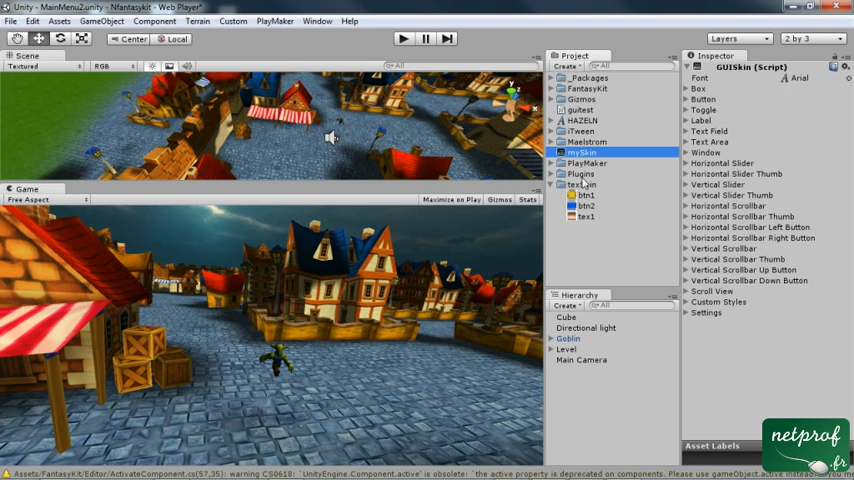 Unity - MainMenu2.unity - Nfantasykit - Web Player*
File Edit Assets GameObject Component Terrain Custom PlayMaker Window Help
Center Local Layers 2 by 3
Scene
Textured RGB All
Game
Free Aspect Maximize on Play Gizmos Stats
Project
Create All
_Packages
FantasyKit
Gizmos
guitest
HAZELN
iTween
Maelstrom
mySkin
PlayMaker
Plugins
btn1
btn2
tex1
Hierarchy
Create All
Cube
Directional light
Goblin
Level
Main Camera
Inspector
GUISkin (Script)
Font Arial
Box
Button
Toggle
Label
Text Field
Text Area
Window
Horizontal Slider
Horizontal Slider Thumb
Vertical Slider
Vertical Slider Thumb
Horizontal Scrollbar
Horizontal Scrollbar Thumb
Horizontal Scrollbar Left Button
Horizontal Scrollbar Right Button
Vertical Scrollbar
Vertical Scrollbar Thumb
Vertical Scrollbar Up Button
Vertical Scrollbar Down Button
Scroll View
Custom Styles
Settings
Asset Labels
netprof
.fr
Assets/FantasyKit/Editor/ActivateComponent.cs(57,35): warning CS0618: `UnityEngine.Component.active' is obsolete: `the active property is deprecated on components. Please use gameObject.active instead